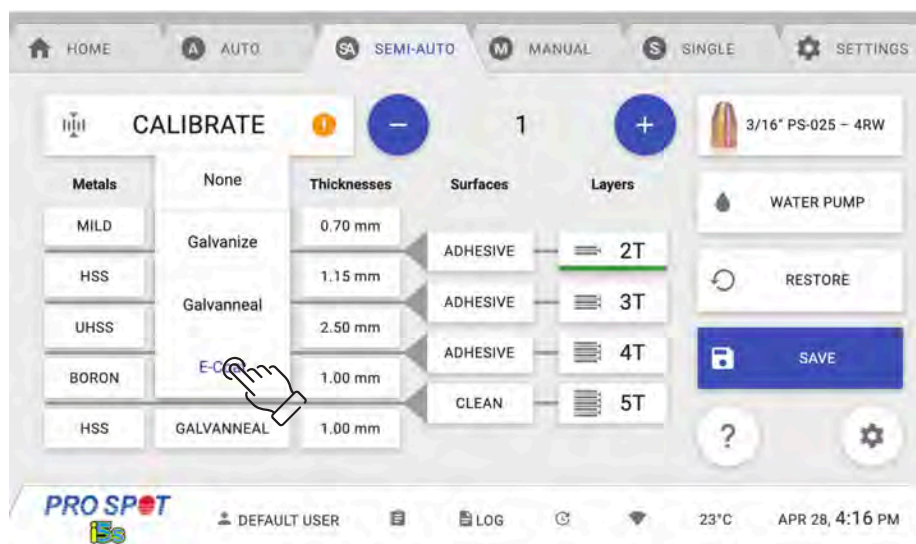 HOME A AUTO SA SEMI-AUTO M MANUAL S SINGLE SETTINGS
CALIBRATE ! − 1 + 3/16" PS-025 – 4RW
Metals None Thicknesses Surfaces Layers
WATER PUMP
MILD Galvanize 0.70 mm
ADHESIVE 2T
HSS 1.15 mm
RESTORE
Galvanneal ADHESIVE 3T
UHSS 2.50 mm
ADHESIVE 4T
SAVE
BORON 1.00 mm
CLEAN 5T
HSS GALVANNEAL 1.00 mm
?
PRO SPOT
i5s
DEFAULT USER LOG 23°C APR 28, 4:16 PM